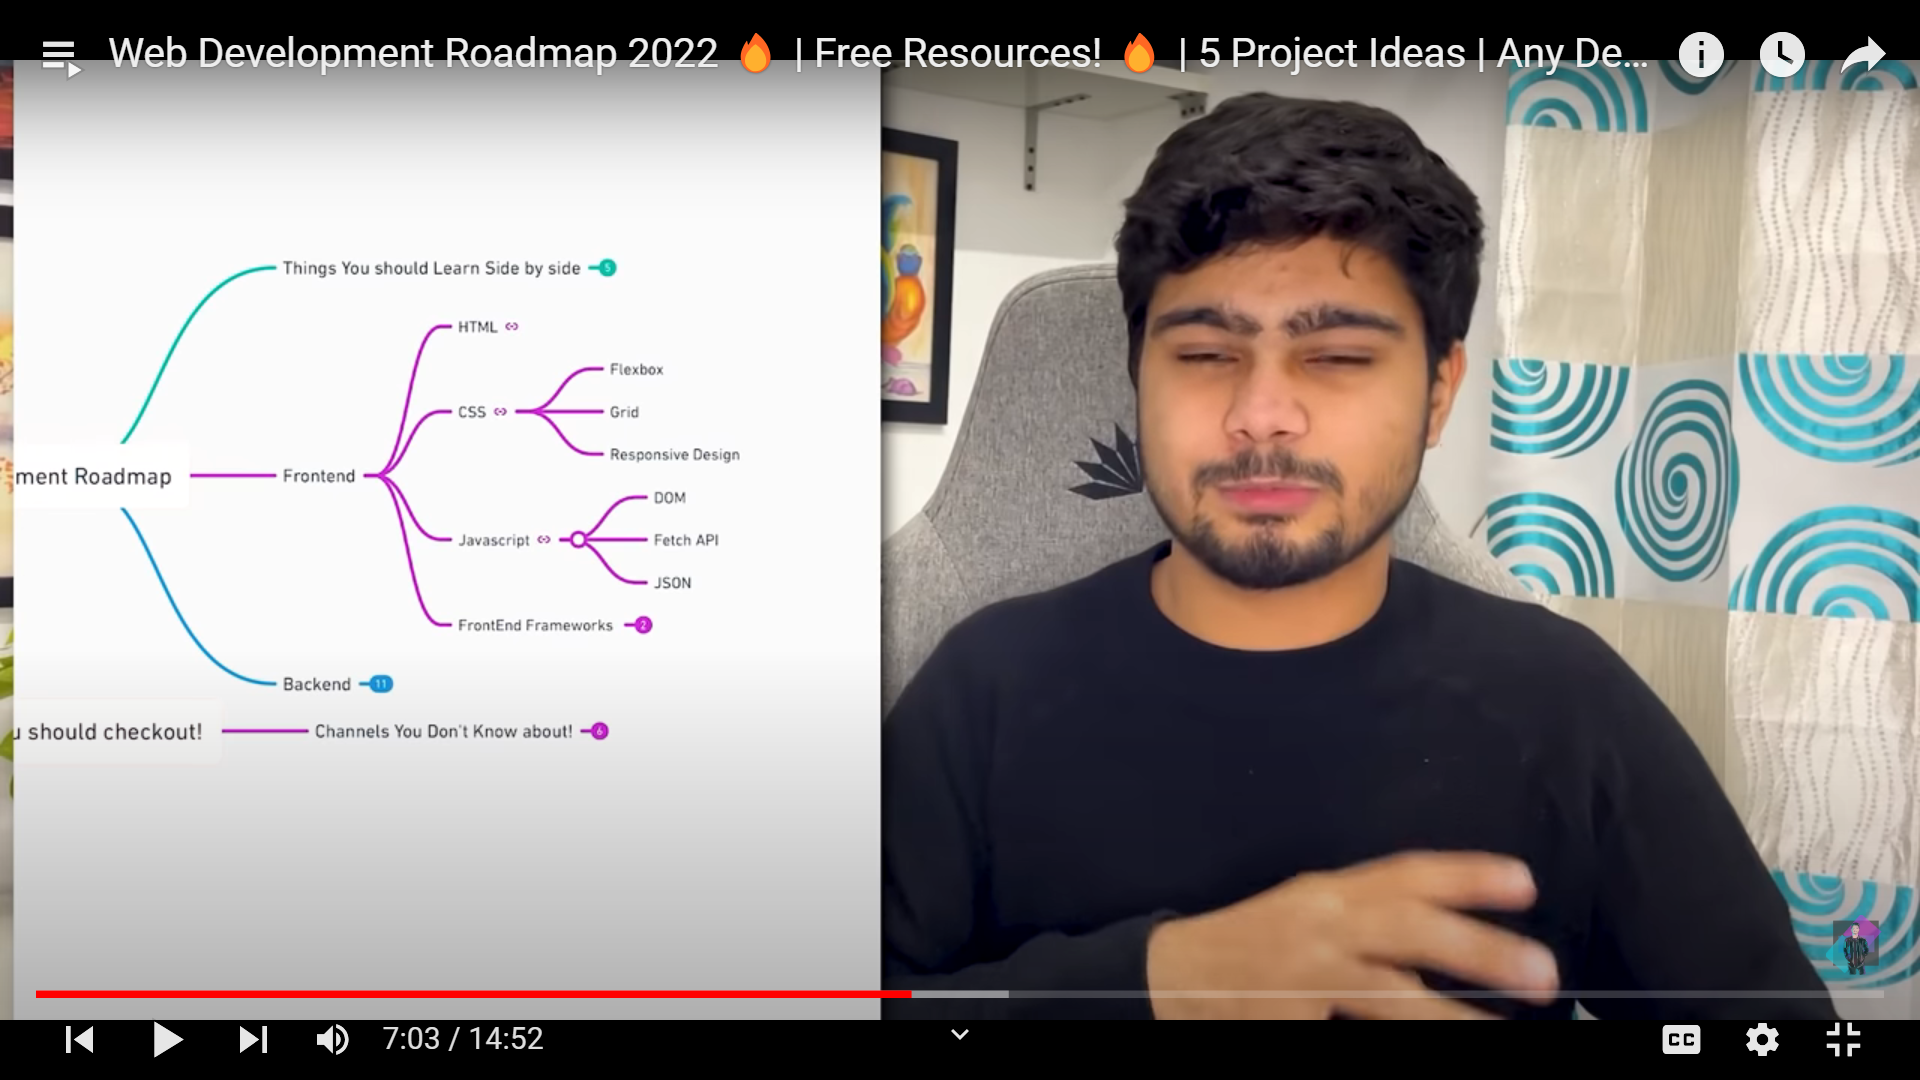 Web Development Roadmap 2022 🔥 | Free Resources! 🔥 | 5 Project Ideas | Any De...
Things You should Learn Side by side 5
HTML
Flexbox
CSS
Grid
Responsive Design
ment Roadmap
Frontend
DOM
Javascript
Fetch API
JSON
FrontEnd Frameworks 2
Backend 11
u should checkout!
Channels You Don't Know about! 6
7:03 / 14:52
CC